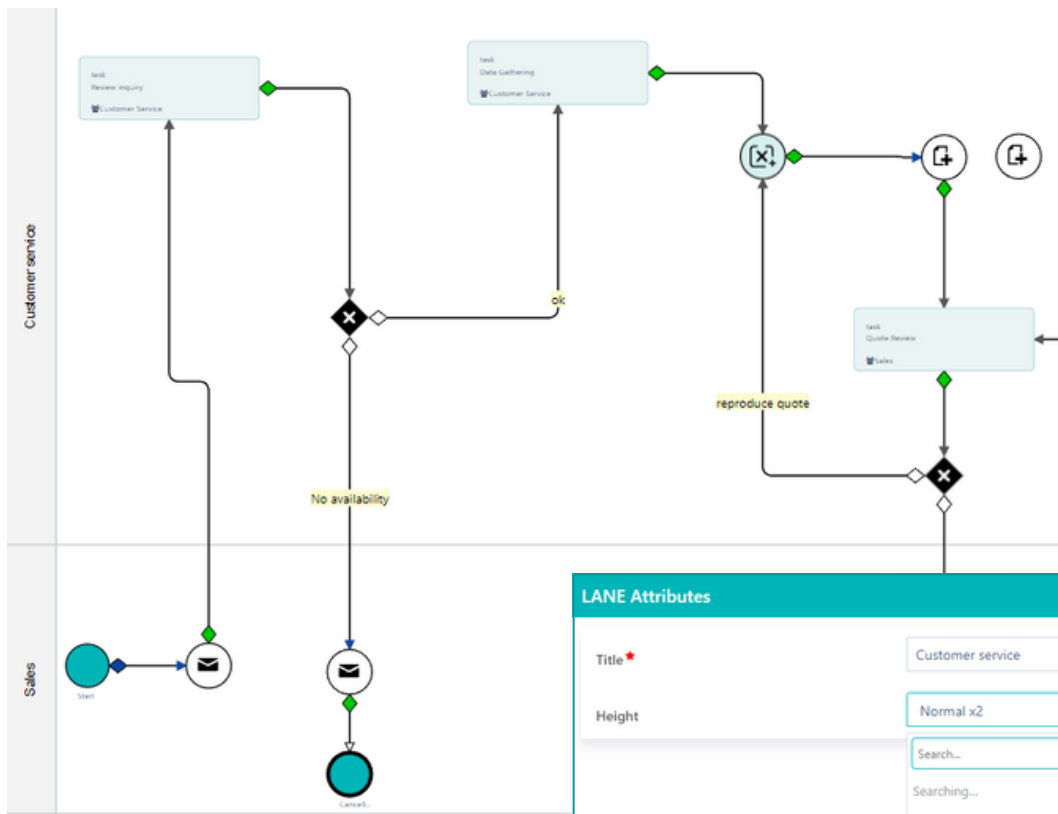 Customer service
task
Review inquiry
Customer Service
task
Data Gathering
Customer Service
ok
task
Quote Review
Sales
reproduce quote
No availability
Sales
Start
Cancell...
LANE Attributes
Title*
Customer service
Height
Normal x2
Search...
Searching...